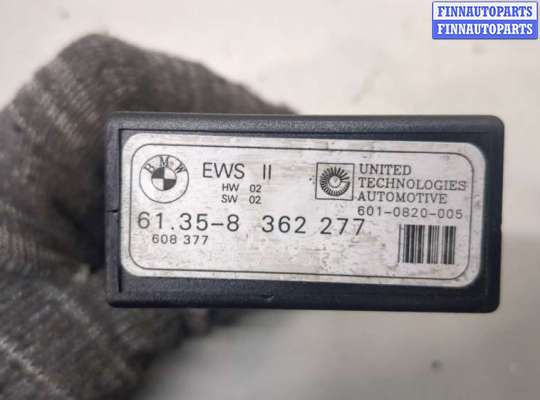 FINNAUTOPARTS
FINNAUTOPARTS
BMW
EWS II
HW 02
SW 02
UNITED
TECHNOLOGIES
AUTOMOTIVE
601-0820-005
61.35-8 362 277
608 377